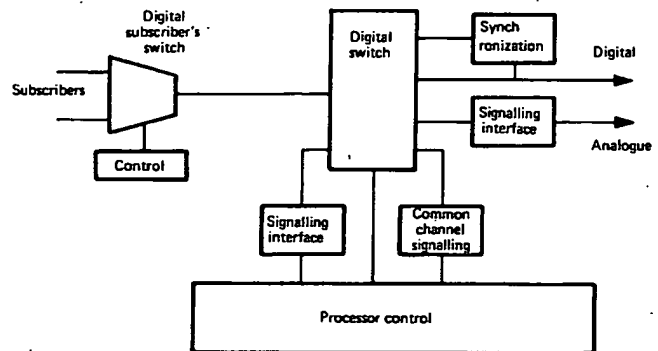 Digital
subscriber's
switch
Subscribers
Control
Digital
switch
Synch
ronization
Digital
Signalling
interface
Analogue
Signalling
interface
Common
channel
signalling
Processor control